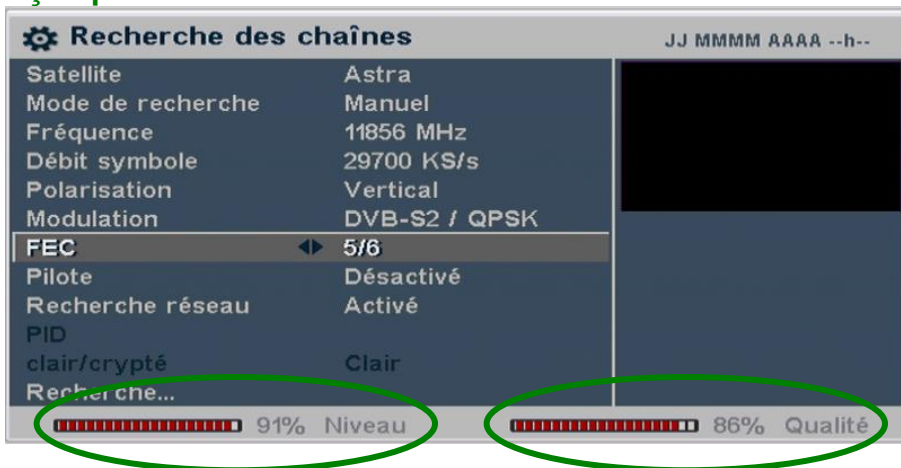 Recherche des chaînes JJ MMMM AAAA --h--
Satellite Astra
Mode de recherche Manuel
Fréquence 11856 MHz
Débit symbole 29700 KS/s
Polarisation Vertical
Modulation DVB-S2 / QPSK
FEC 5/6
Pilote Désactivé
Recherche réseau Activé
PID
clair/crypté Clair
Recherche...
91% Niveau 86% Qualité